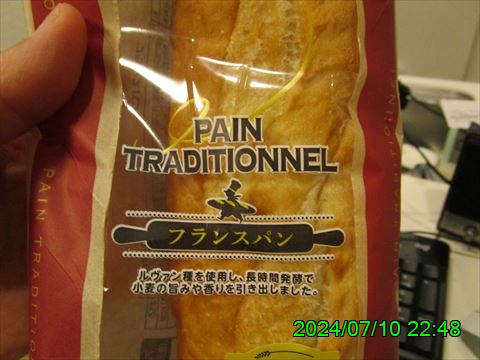 PAIN
TRADITIONNEL
フランスパン
ルヴァン種を使用し、長時間発酵で
小麦の旨みや香りを引き出しました。
PAIN TRADITI
2024/07/10 22:48